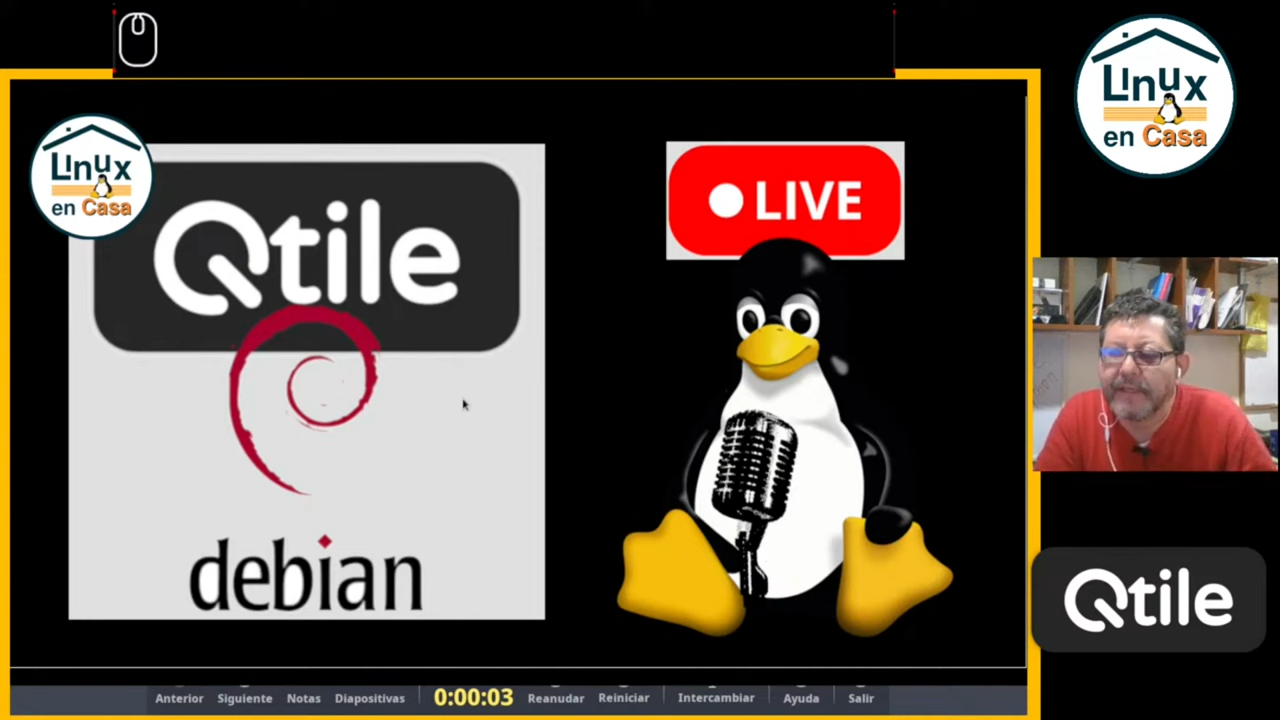 Linux
en Casa
Linux
en Casa
Qtile
LIVE
debian
Qtile
Anterior Siguiente Notas Diapositivas 0:00:03 Reanudar Reiniciar Intercambiar Ayuda Salir